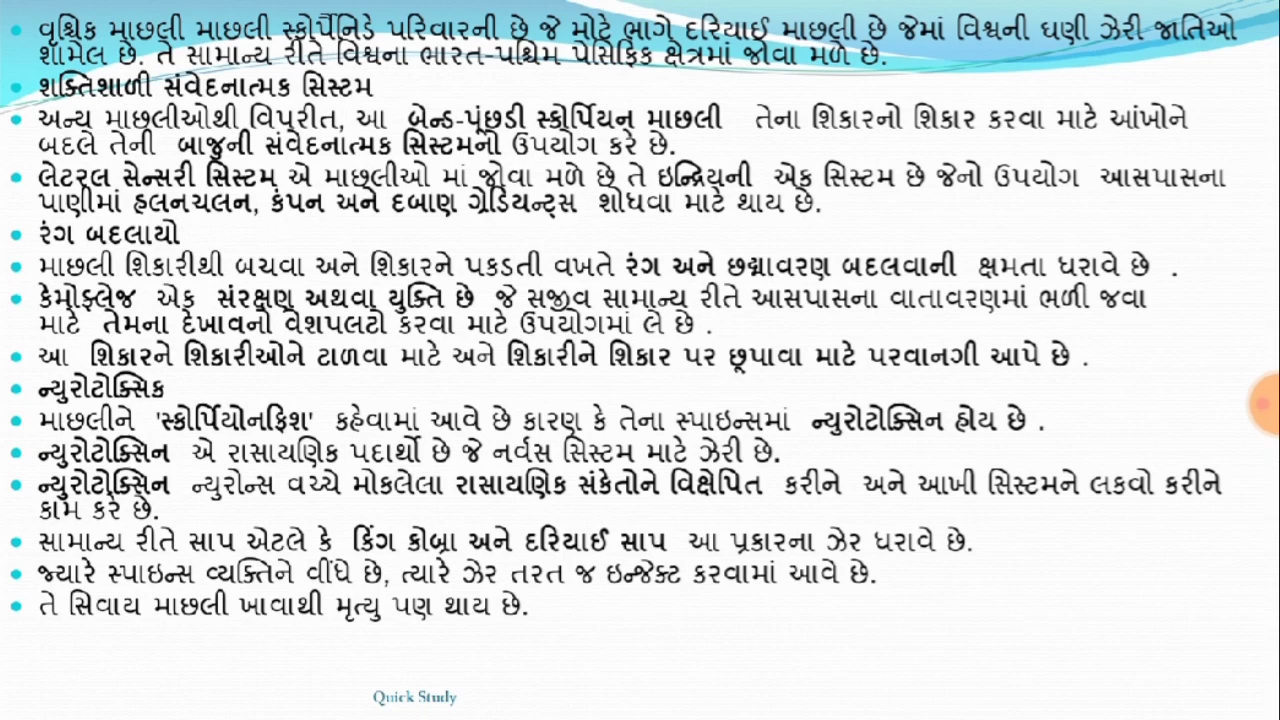 • વૃશ્ચિક માછલી માછલી સ્કોર્પૈનિડે પરિવારની છે જે મોટે ભાગે દરિયાઈ માછલી છે જેમાં વિશ્વની ઘણી ઝેરી જાતિઓ
શામેલ છે. તે સામાન્ય રીતે વિશ્વના ભારત-પશ્ચિમ પેસિફિક ક્ષેત્રમાં જોવા મળે છે.
• શક્તિશાળી સંવેદનાત્મક સિસ્ટમ
• અન્ય માછલીઓથી વિપરીત, આ બેન્ડ-પૂંછડી સ્કોર્પિયન માછલી તેના શિકારનો શિકાર કરવા માટે આંખોને
બદલે તેની બાજુની સંવેદનાત્મક સિસ્ટમનો ઉપયોગ કરે છે.
• લેટરલ સેન્સરી સિસ્ટમ એ માછલીઓ માં જોવા મળે છે તે ઇન્દ્રિયની એક સિસ્ટમ છે જેનો ઉપયોગ આસપાસના
પાણીમાં હલનચલન, કંપન અને દબાણ ગ્રેડિયન્ટ્સ શોધવા માટે થાય છે.
• રંગ બદલાયો
• માછલી શિકારીથી બચવા અને શિકારને પકડતી વખતે રંગ અને છદ્માવરણ બદલવાની ક્ષમતા ધરાવે છે .
• કેમોફ્લેજ એક સંરક્ષણ અથવા યુક્તિ છે જે સજીવ સામાન્ય રીતે આસપાસના વાતાવરણમાં ભળી જવા
માટે તેમના દેખાવનો વેશપલટો કરવા માટે ઉપયોગમાં લે છે .
• આ શિકારને શિકારીઓને ટાળવા માટે અને શિકારીને શિકાર પર છૂપાવા માટે પરવાનગી આપે છે .
• ન્યુરોટોક્સિક
• માછલીને 'સ્કોર્પિયોનફિશ' કહેવામાં આવે છે કારણ કે તેના સ્પાઇન્સમાં ન્યુરોટોક્સિન હોય છે .
• ન્યુરોટોક્સિન એ રાસાયણિક પદાર્થો છે જે નર્વસ સિસ્ટમ માટે ઝેરી છે.
• ન્યુરોટોક્સિન ન્યુરોન્સ વચ્ચે મોકલેલા રાસાયણિક સંકેતોને વિક્ષેપિત કરીને અને આખી સિસ્ટમને લકવો કરીને
કામ કરે છે.
• સામાન્ય રીતે સાપ એટલે કે કિંગ કોબ્રા અને દરિયાઈ સાપ આ પ્રકારના ઝેર ધરાવે છે.
• જ્યારે સ્પાઇન્સ વ્યક્તિને વીંધે છે, ત્યારે ઝેર તરત જ ઇન્જેક્ટ કરવામાં આવે છે.
• તે સિવાય માછલી ખાવાથી મૃત્યુ પણ થાય છે.
Quick Study